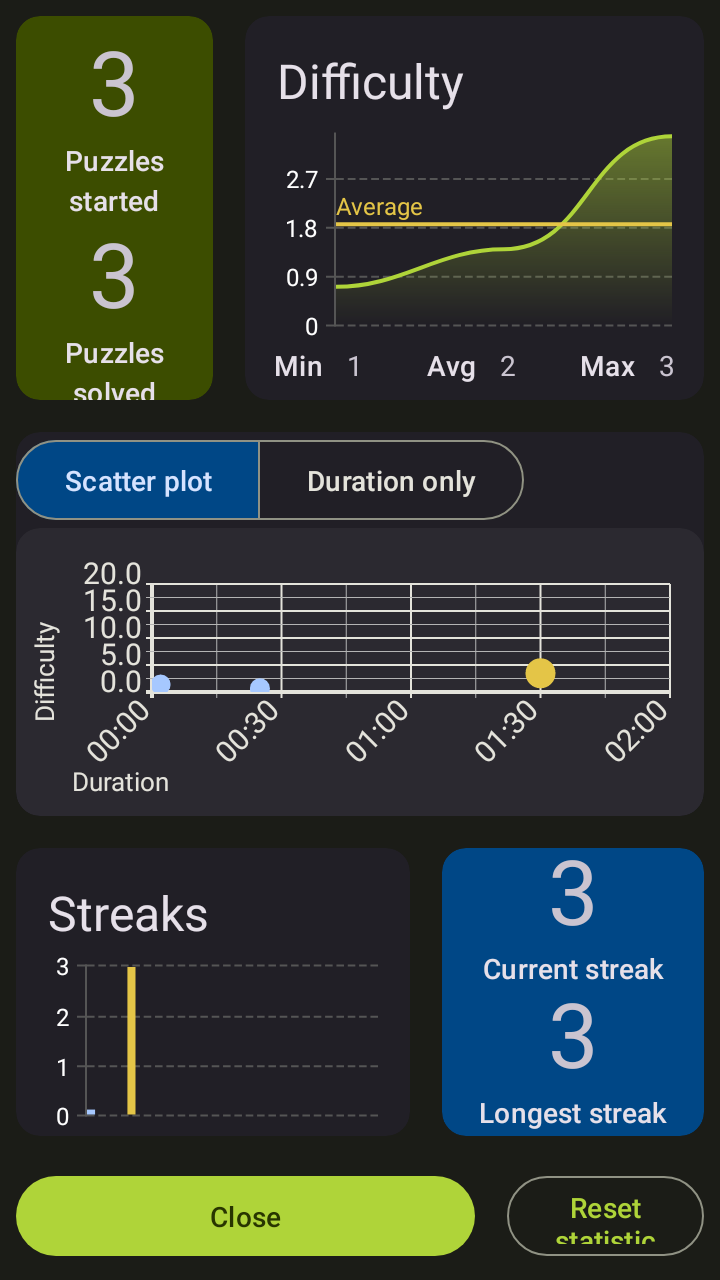 3
Puzzles
started
3
Puzzles
solved
Difficulty
2.7
Average
1.8
0.9
0
Min 1 Avg 2 Max 3
Scatter plot Duration only
20.0
15.0
10.0
5.0
0.0
Difficulty
00:00 00:30 01:00 01:30 02:00
Duration
Streaks
3
2
1
0
3
Current streak
3
Longest streak
Close
Reset
statistic